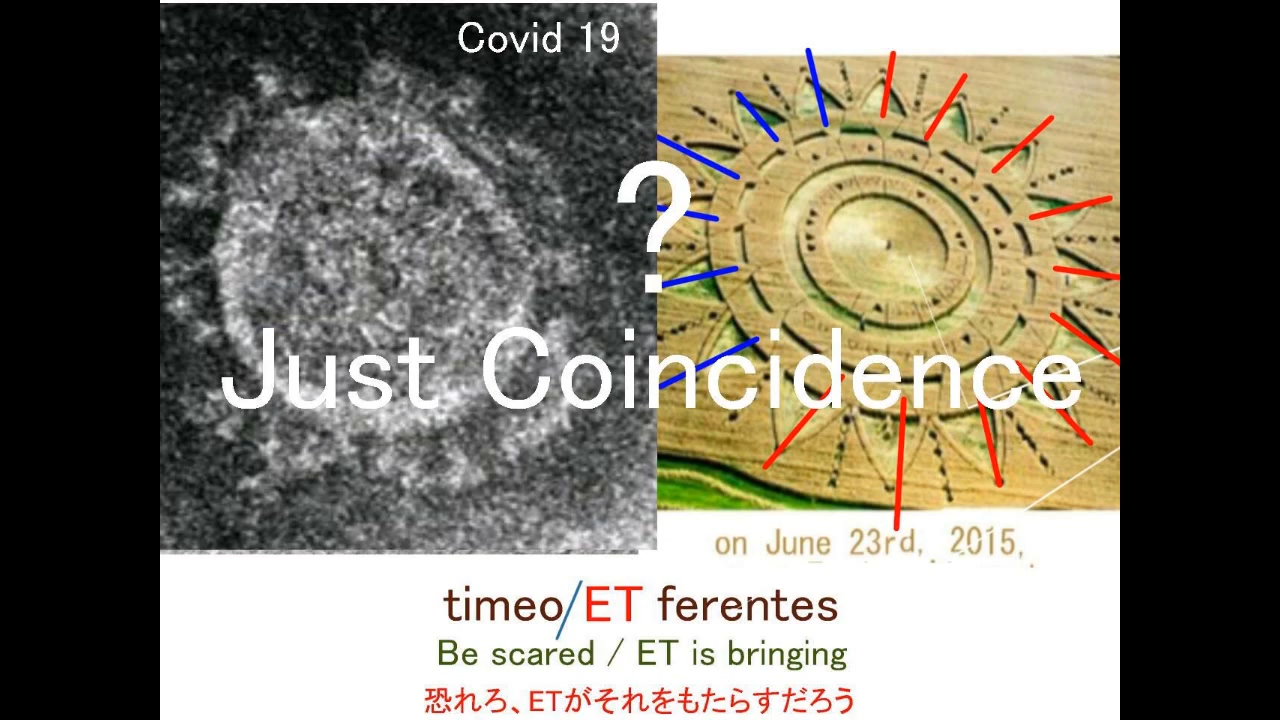 Covid 19
?
Just Coincidence
on June 23rd, 2015,
timeo/ET ferentes
Be scared / ET is bringing
恐れろ、ETがそれをもたらすだろう